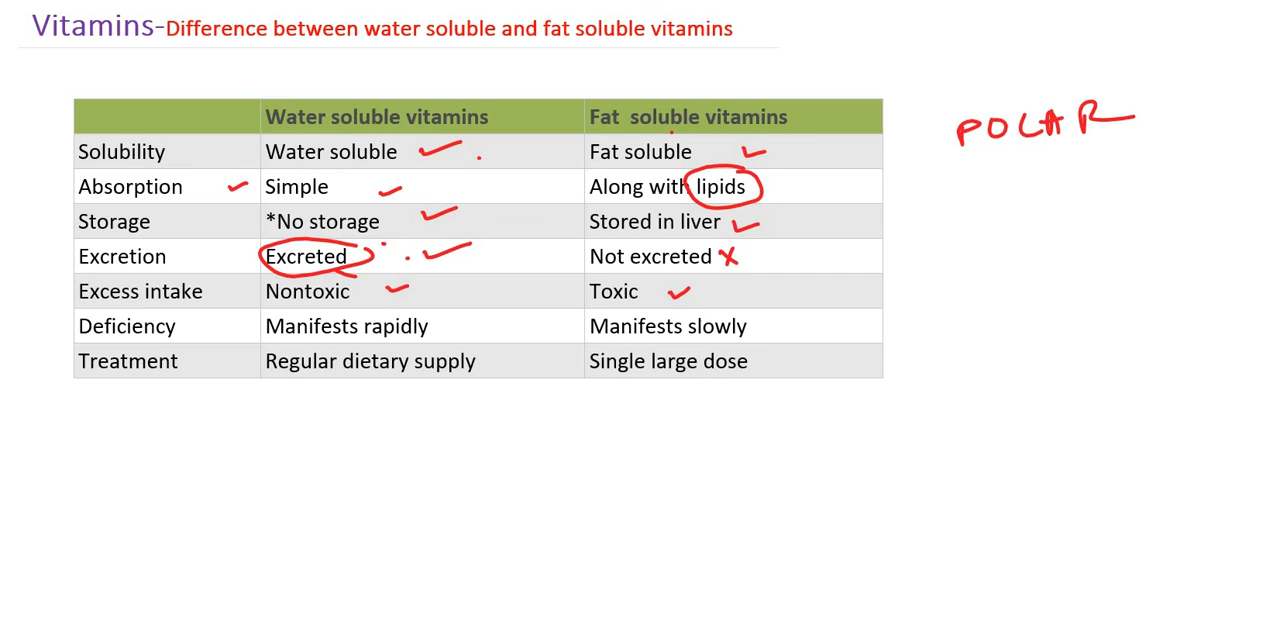 Vitamins-Difference between water soluble and fat soluble vitamins
POLAR
Water soluble vitamins Fat soluble vitamins
Solubility Water soluble Fat soluble
Absorption Simple Along with lipids
Storage *No storage Stored in liver
Excretion Excreted Not excreted
Excess intake Nontoxic Toxic
Deficiency Manifests rapidly Manifests slowly
Treatment Regular dietary supply Single large dose